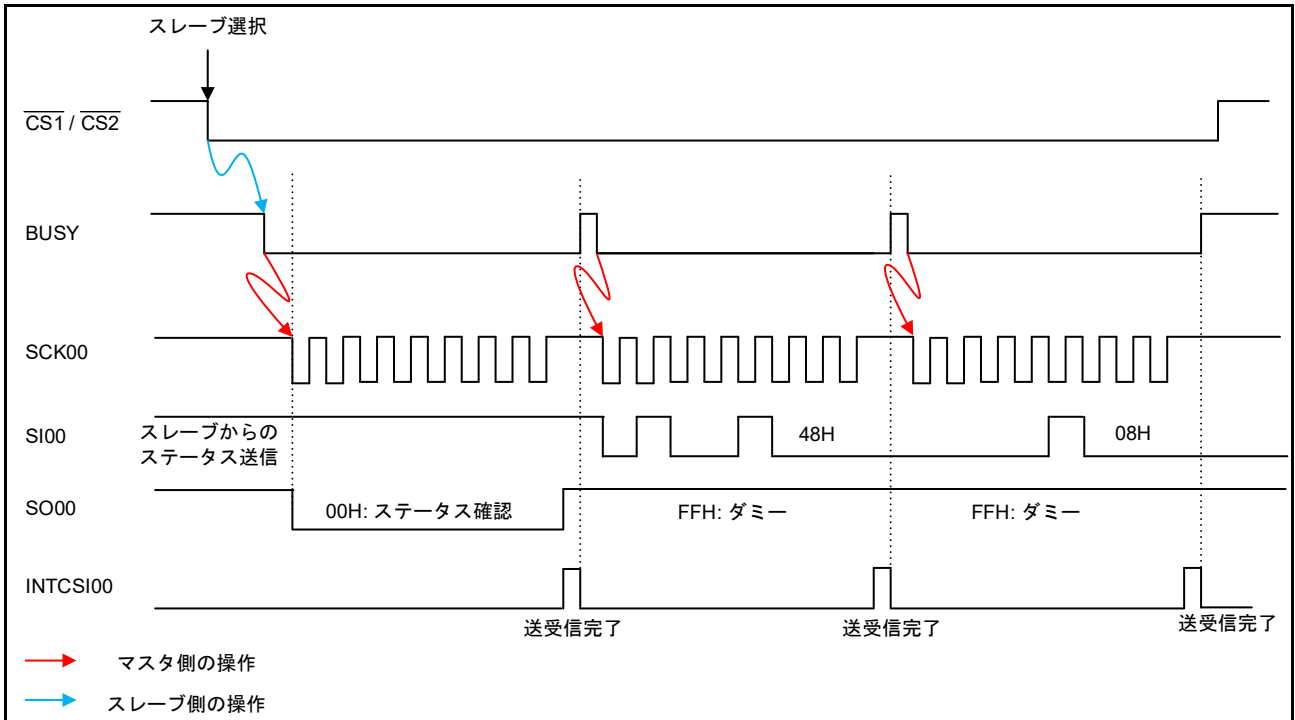 スレーブ選択
CS1 / CS2
BUSY
SCK00
SI00
スレーブからの
ステータス送信
48H
08H
SO00
00H: ステータス確認
FFH: ダミー
FFH: ダミー
INTCSI00
送受信完了
送受信完了
送受信完了
マスタ側の操作
スレーブ側の操作